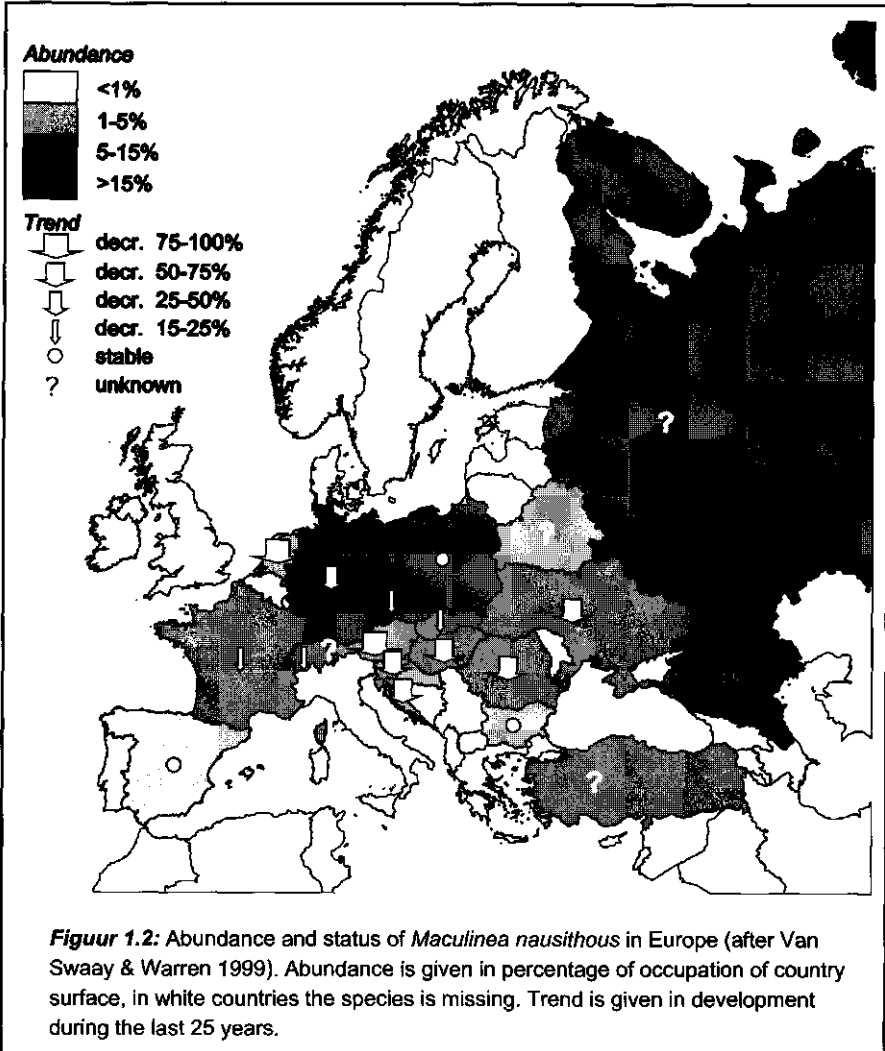 Abundance
<1%
1-5%
5-15%
>15%
Trend
decr. 75-100%
decr. 50-75%
decr. 25-50%
decr. 15-25%
stable
? unknown
?
?
?
?
Figuur 1.2: Abundance and status of Maculinea nausithous in Europe (after Van
Swaay & Warren 1999). Abundance is given in percentage of occupation of country
surface, in white countries the species is missing. Trend is given in development
during the last 25 years.